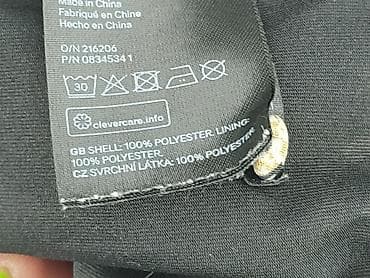 Made in China
Fabriqué en Chine
Hecho en China
O/N 216206
P/N 08345341
30
clevercare.info
GB SHELL: 100% POLYESTER. LINING:
100% POLYESTER.
CZ SVRCHNÍ LÁTKA: 100% POLYESTER